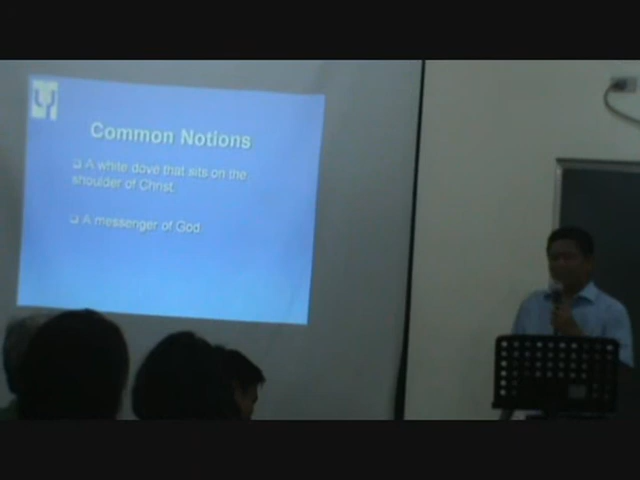 Common Notions
❑ A white dove that sits on the
shoulder of Christ.
❑ A messenger of God